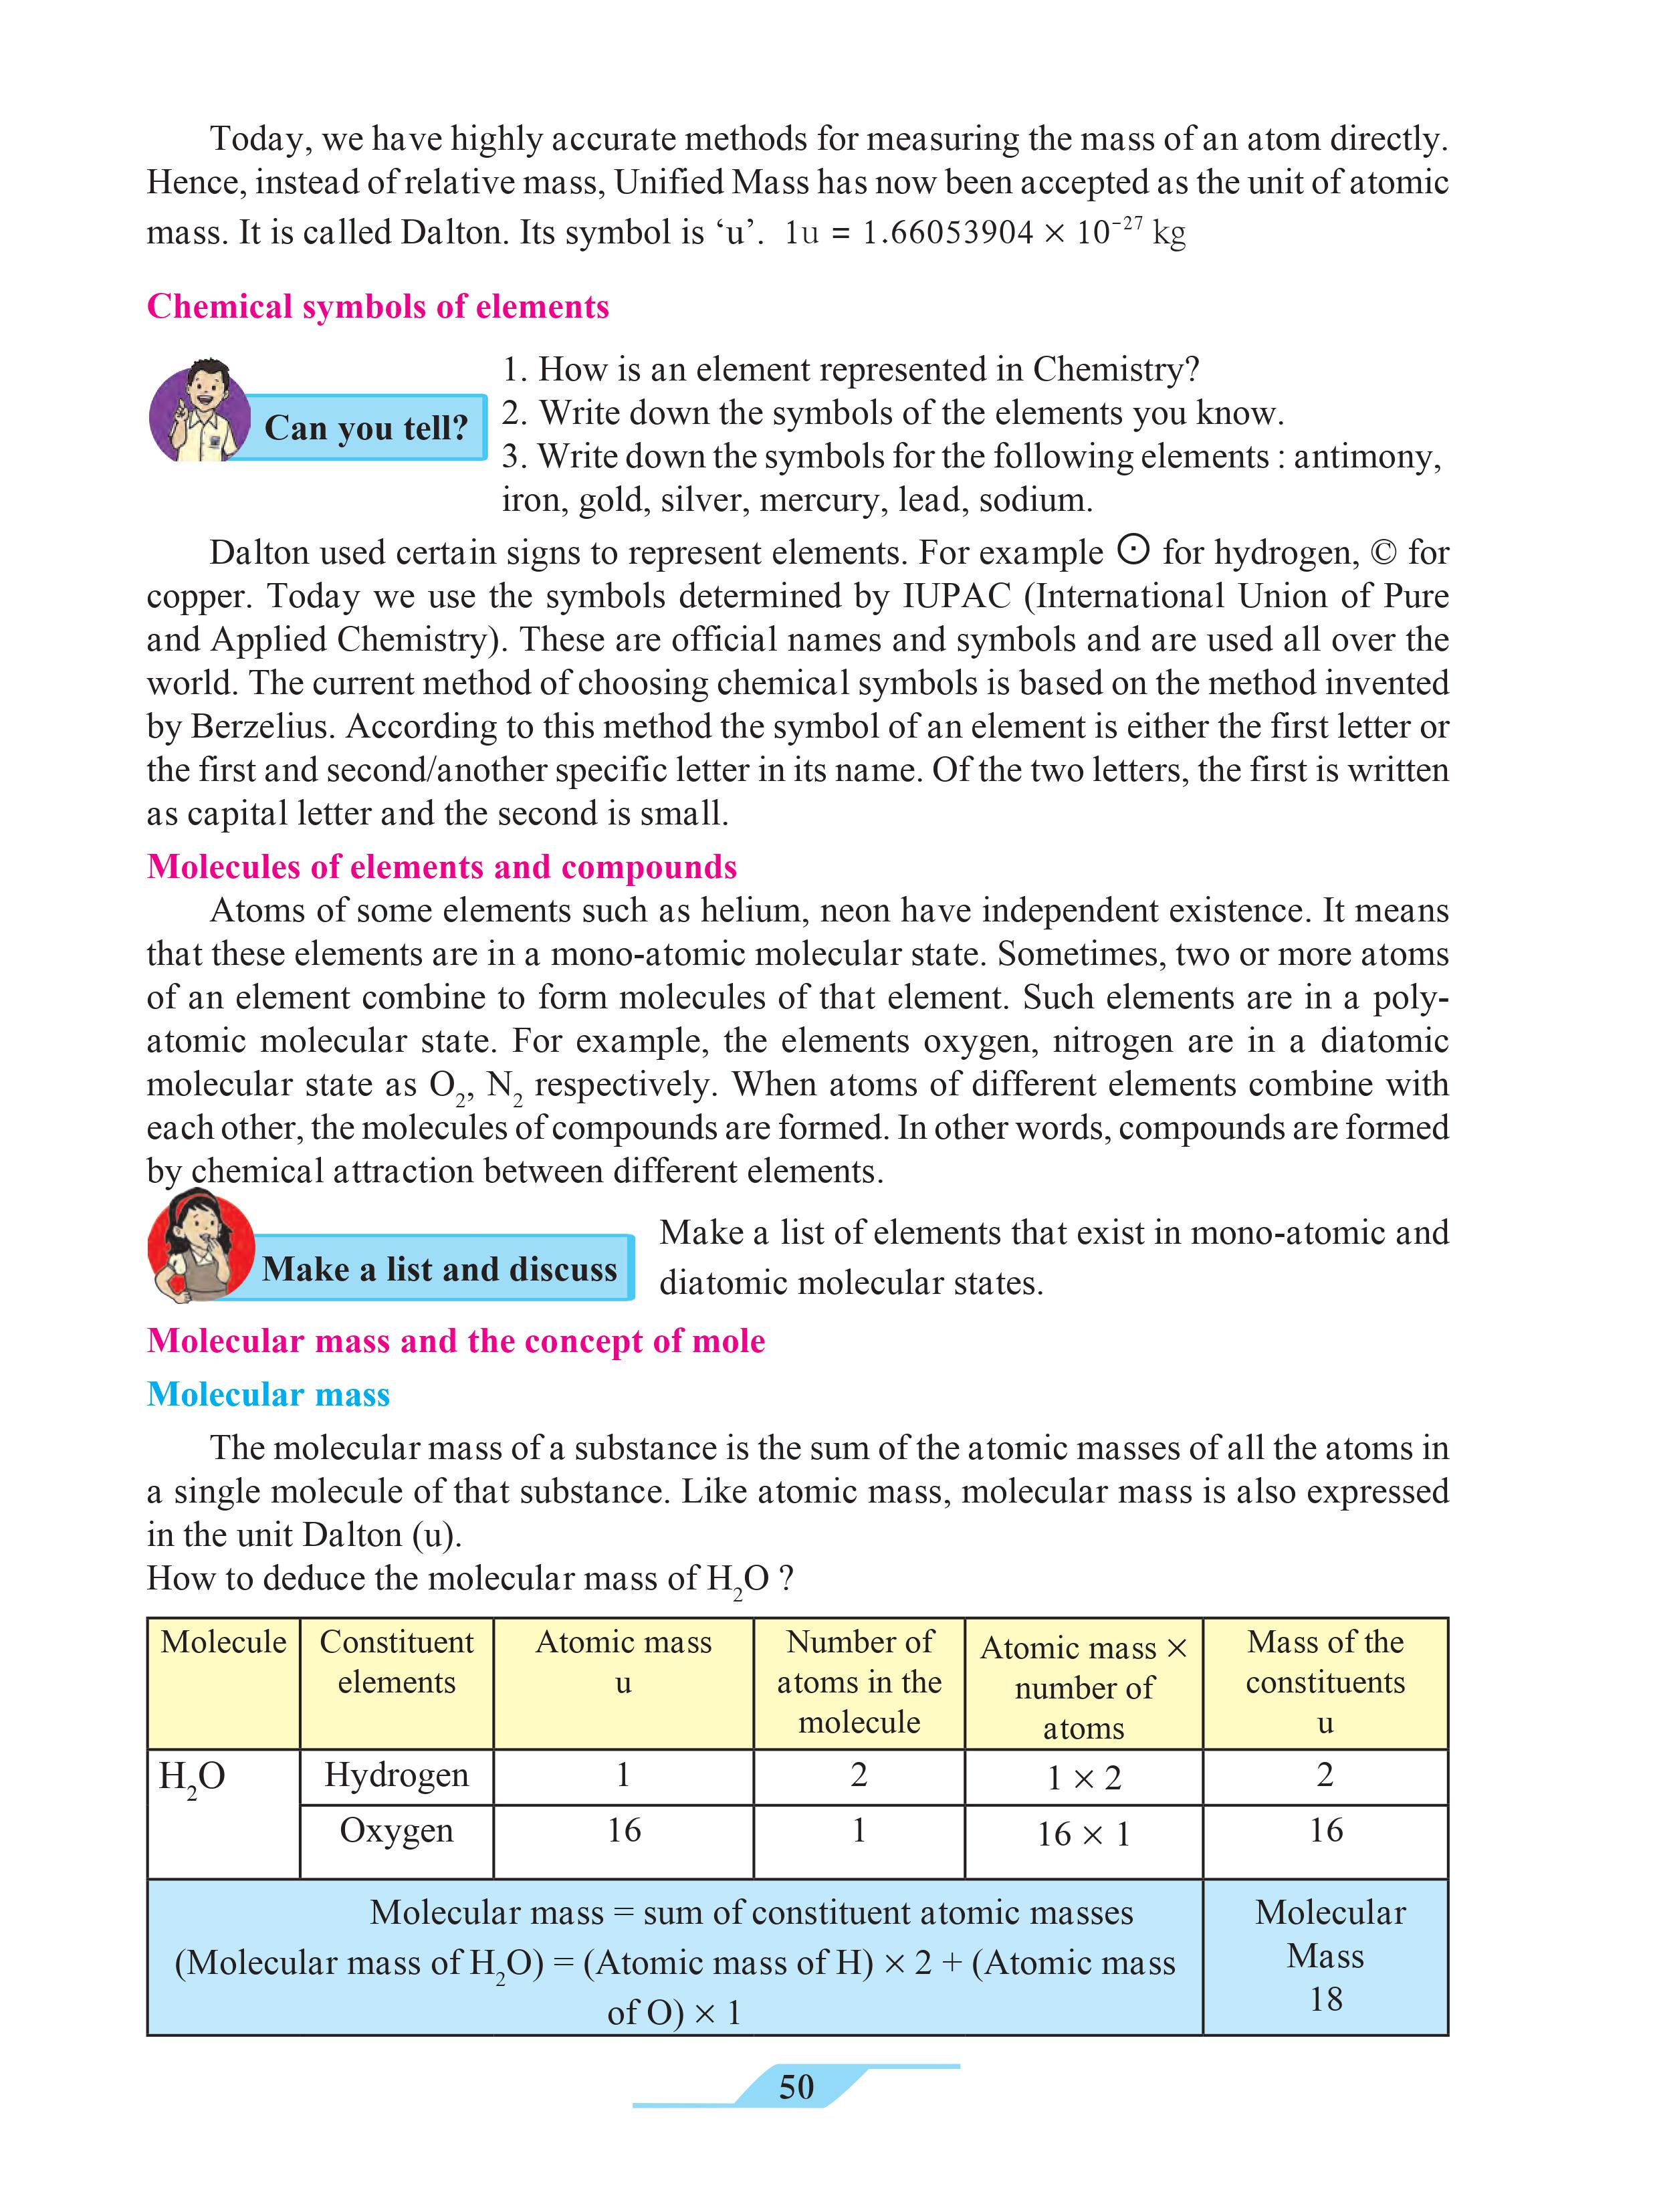 Today, we have highly accurate methods for measuring the mass of an atom directly.
Hence, instead of relative mass, Unified Mass has now been accepted as the unit of atomic
mass. It is called Dalton. Its symbol is ‘u’. 1u = 1.66053904 × 10⁻²⁷ kg
Chemical symbols of elements
Can you tell?
1. How is an element represented in Chemistry?
2. Write down the symbols of the elements you know.
3. Write down the symbols for the following elements : antimony,
iron, gold, silver, mercury, lead, sodium.
Dalton used certain signs to represent elements. For example ⊙ for hydrogen, © for
copper. Today we use the symbols determined by IUPAC (International Union of Pure
and Applied Chemistry). These are official names and symbols and are used all over the
world. The current method of choosing chemical symbols is based on the method invented
by Berzelius. According to this method the symbol of an element is either the first letter or
the first and second/another specific letter in its name. Of the two letters, the first is written
as capital letter and the second is small.
Molecules of elements and compounds
Atoms of some elements such as helium, neon have independent existence. It means
that these elements are in a mono-atomic molecular state. Sometimes, two or more atoms
of an element combine to form molecules of that element. Such elements are in a poly-
atomic molecular state. For example, the elements oxygen, nitrogen are in a diatomic
molecular state as O₂, N₂ respectively. When atoms of different elements combine with
each other, the molecules of compounds are formed. In other words, compounds are formed
by chemical attraction between different elements.
Make a list and discuss
Make a list of elements that exist in mono-atomic and
diatomic molecular states.
Molecular mass and the concept of mole
Molecular mass
The molecular mass of a substance is the sum of the atomic masses of all the atoms in
a single molecule of that substance. Like atomic mass, molecular mass is also expressed
in the unit Dalton (u).
How to deduce the molecular mass of H₂O ?
Molecule
Constituent
elements
Atomic mass
u
Number of
atoms in the
molecule
Atomic mass ×
number of
atoms
Mass of the
constituents
u
H₂O
Hydrogen
1
2
1 × 2
2
Oxygen
16
1
16 × 1
16
Molecular mass = sum of constituent atomic masses
(Molecular mass of H₂O) = (Atomic mass of H) × 2 + (Atomic mass
of O) × 1
Molecular
Mass
18
50